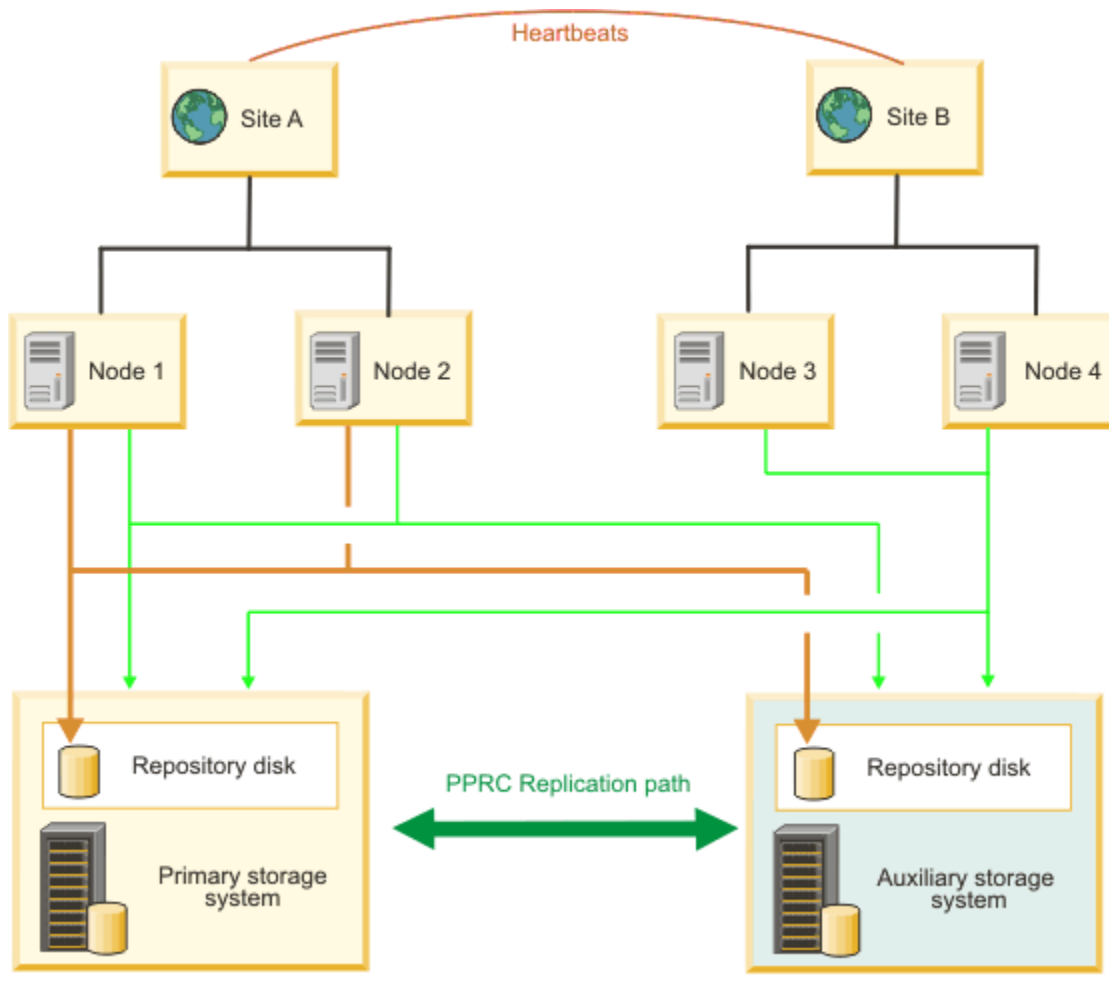 Heartbeats
Site A
Site B
Node 1
Node 2
Node 3
Node 4
Repository disk
Repository disk
PPRC Replication path
Primary storage
system
Auxiliary storage
system